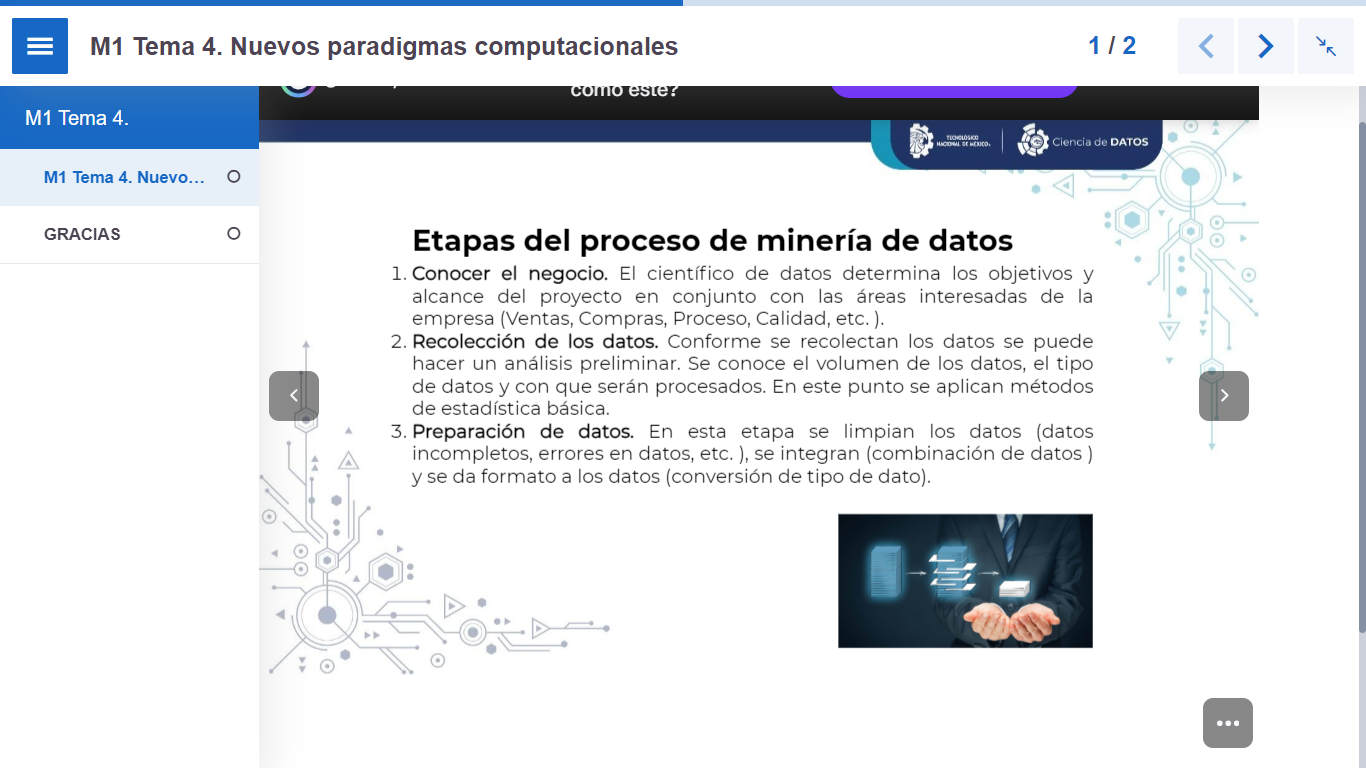 M1 Tema 4. Nuevos paradigmas computacionales
1 / 2
como este?
M1 Tema 4.
M1 Tema 4. Nuevo...
GRACIAS
TECNOLÓGICO
NACIONAL DE MÉXICO®
Ciencia de DATOS
Etapas del proceso de minería de datos
1. Conocer el negocio. El científico de datos determina los objetivos y
alcance del proyecto en conjunto con las áreas interesadas de la
empresa (Ventas, Compras, Proceso, Calidad, etc. ).
2. Recolección de los datos. Conforme se recolectan los datos se puede
hacer un análisis preliminar. Se conoce el volumen de los datos, el tipo
de datos y con que serán procesados. En este punto se aplican métodos
de estadística básica.
3. Preparación de datos. En esta etapa se limpian los datos (datos
incompletos, errores en datos, etc. ), se integran (combinación de datos )
y se da formato a los datos (conversión de tipo de dato).